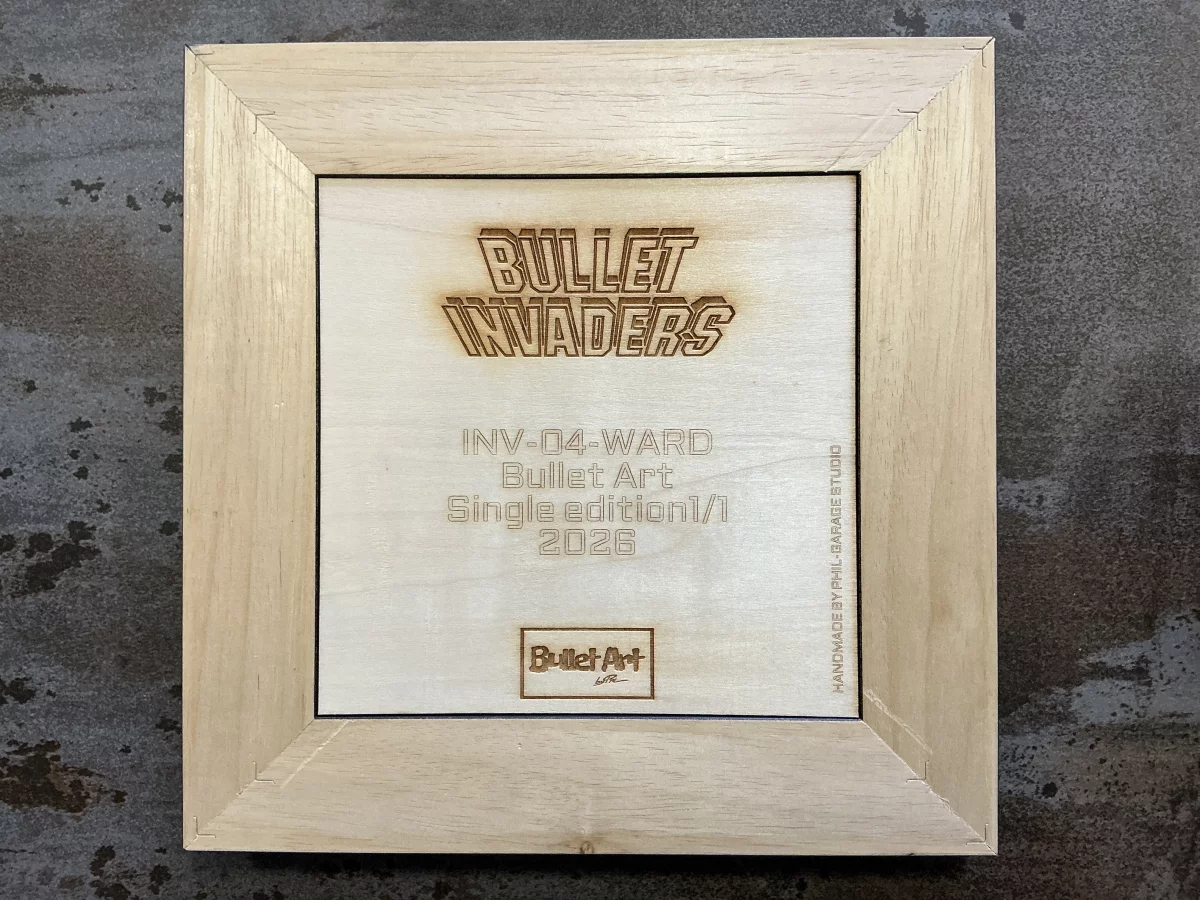 BULLET
INVADERS
INV-04-WARD
Bullet Art
Single edition1/1
2026
Bullet Art
HANDMADE BY PHIL-GARAGE STUDIO